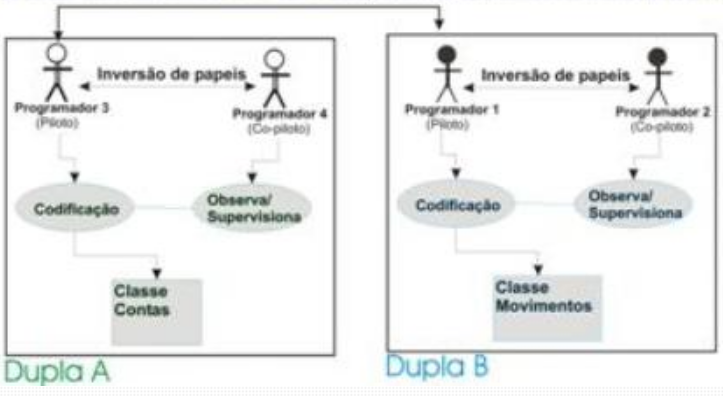 Inversão de papeis
Programador 3
(Piloto)
Programador 4
(Co-piloto)
Codificação
Observa/
Supervisiona
Classe
Contas
Dupla A
Inversão de papeis
Programador 1
(Piloto)
Programador 2
(Co-piloto)
Codificação
Observa/
Supervisiona
Classe
Movimentos
Dupla B